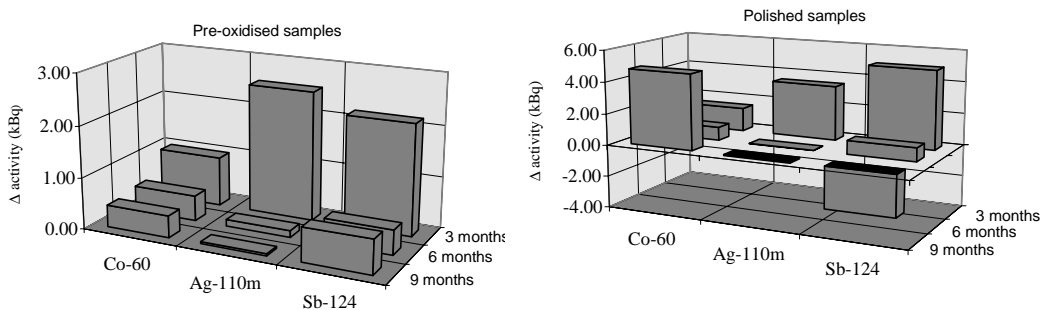 Pre-oxidised samples
Δ activity (kBq)
3.00
2.00
1.00
0.00
Co-60
Ag-110m
Sb-124
3 months
6 months
9 months
Polished samples
Δ activity (kBq)
6.00
4.00
2.00
0.00
-2.00
-4.00
Co-60
Ag-110m
Sb-124
3 months
6 months
9 months